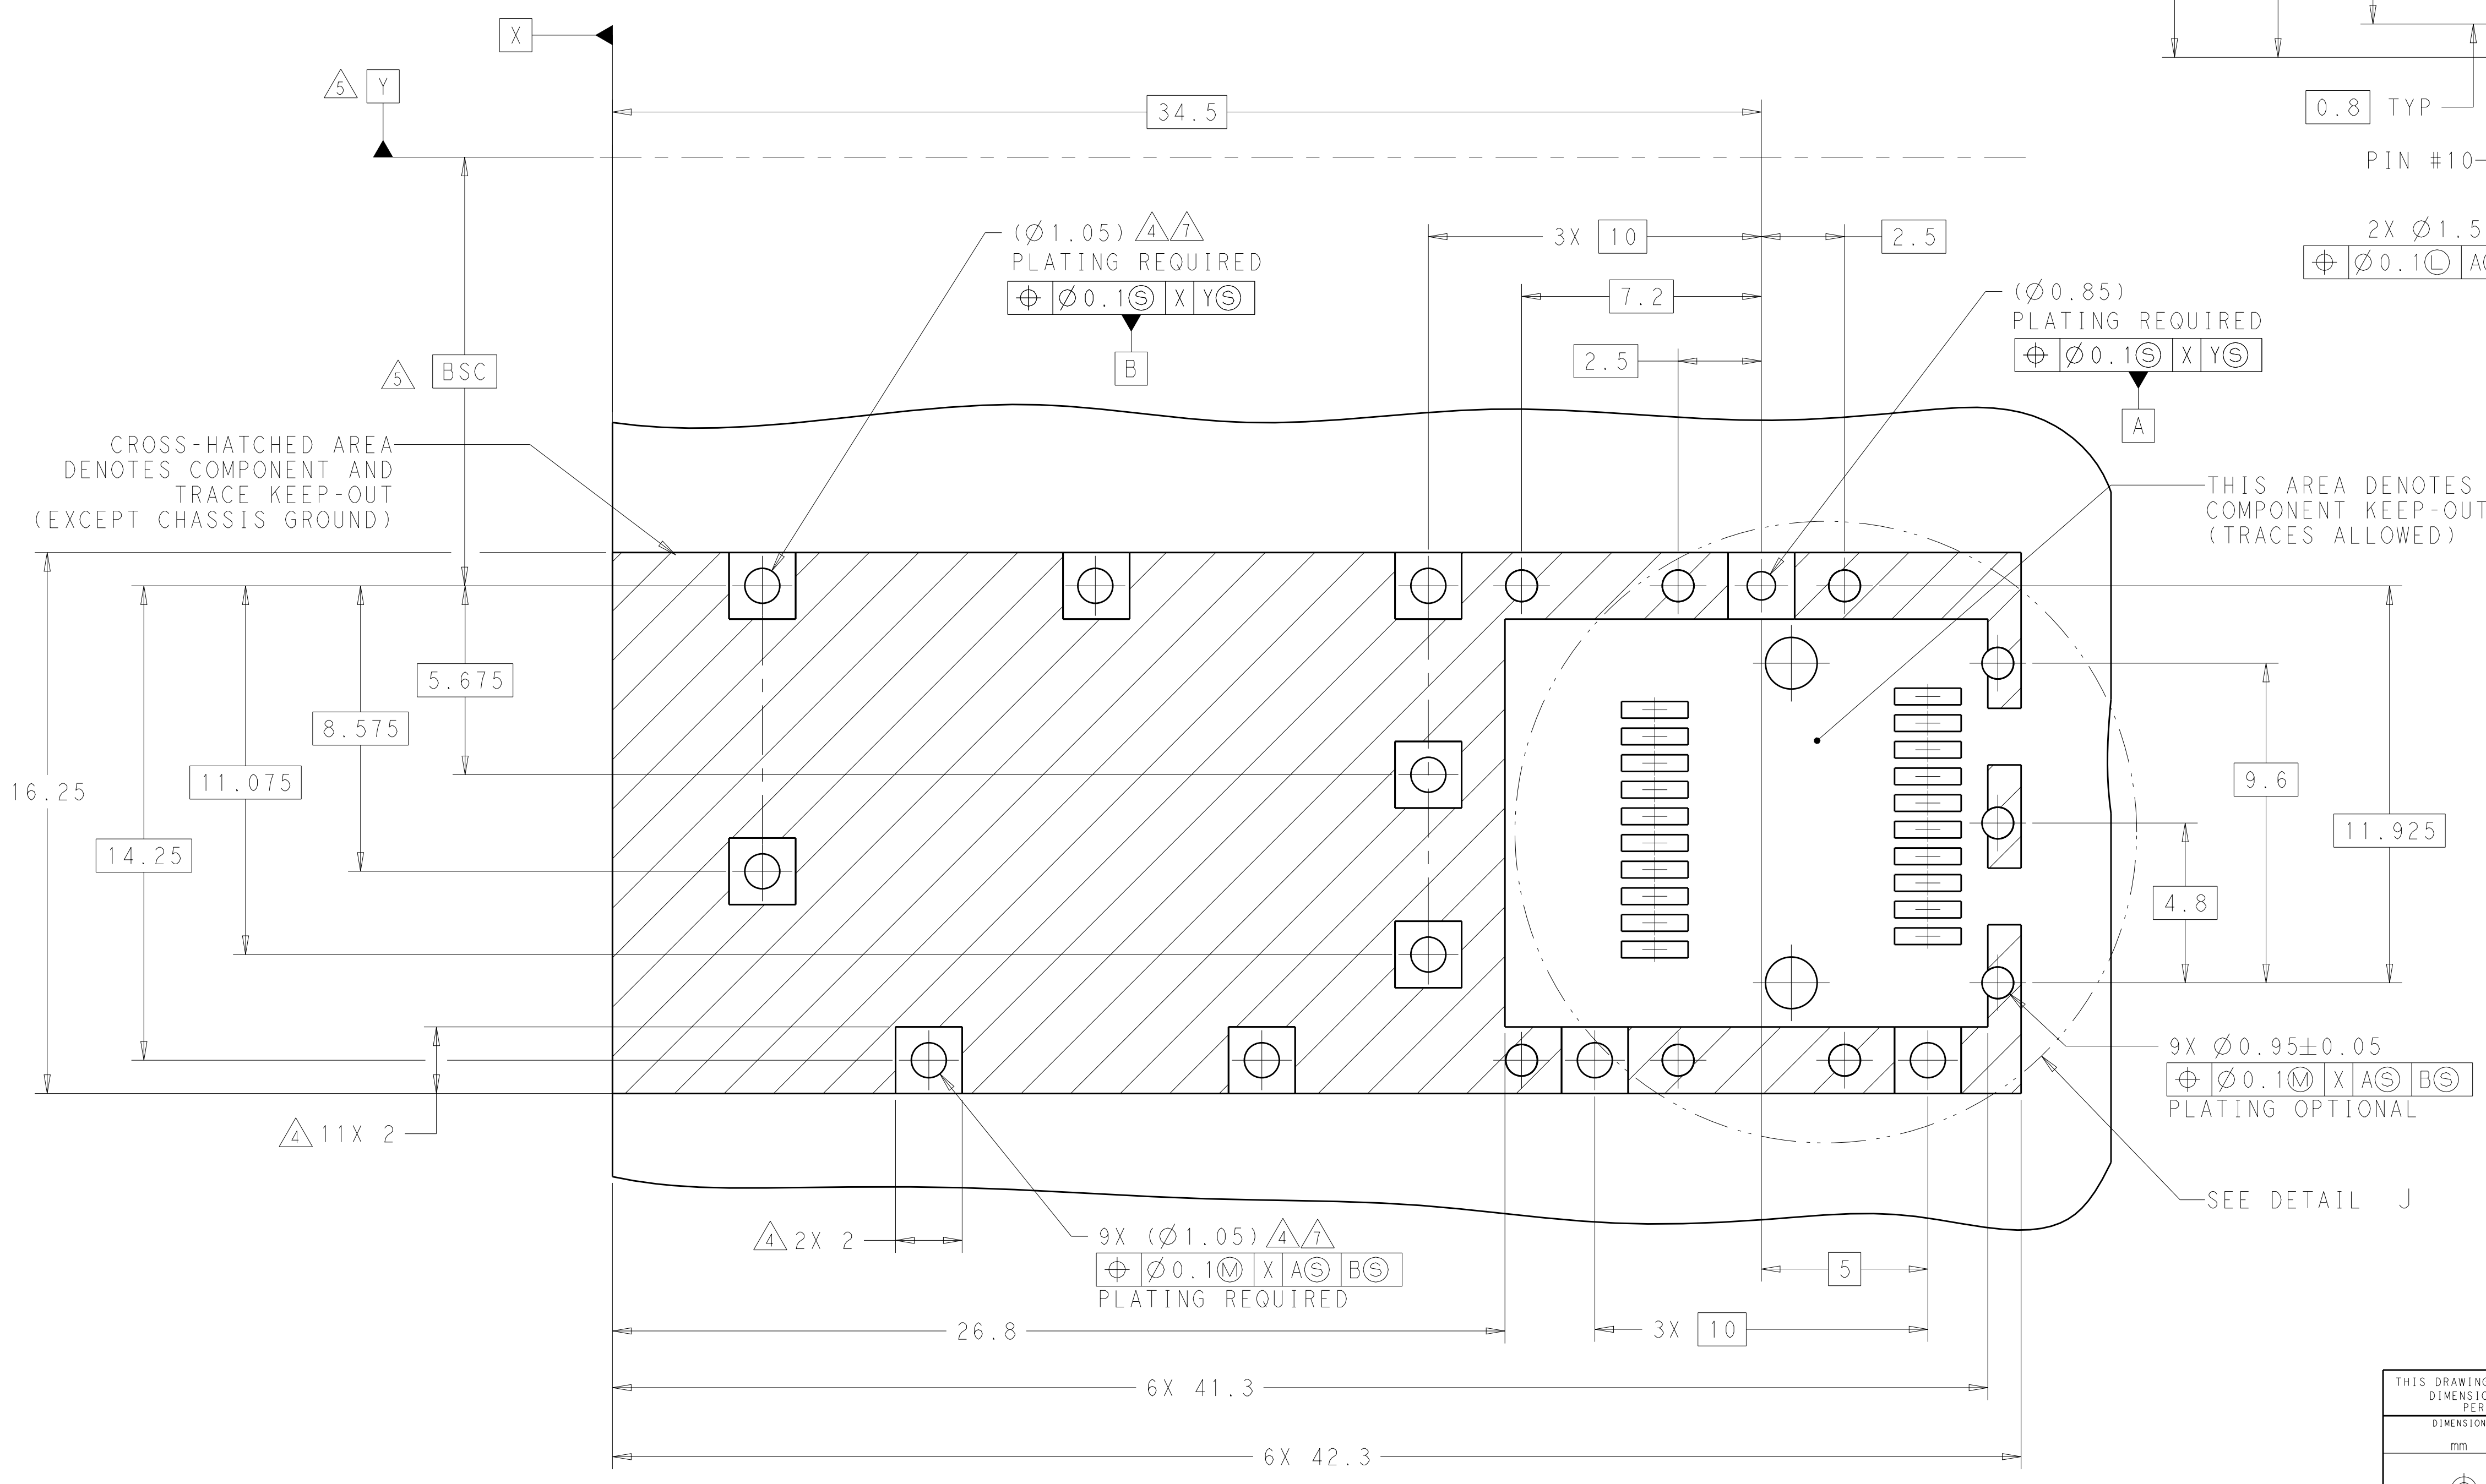 X
5 Y
34.5
0.8 TYP
PIN #10
(Ø1.05) 4 7
PLATING REQUIRED
⌖ Ø0.1Ⓢ X YⓈ
B
3X 10
2.5
7.2
2.5
2X Ø1.5
⌖ Ø0.1Ⓛ A
(Ø0.85)
PLATING REQUIRED
⌖ Ø0.1Ⓢ X YⓈ
A
5 BSC
CROSS-HATCHED AREA
DENOTES COMPONENT AND
TRACE KEEP-OUT
(EXCEPT CHASSIS GROUND)
THIS AREA DENOTES
COMPONENT KEEP-OUT
(TRACES ALLOWED)
5.675
8.575
11.075
16.25
14.25
9.6
11.925
4.8
4 11X 2
9X Ø0.95±0.05
⌖ Ø0.1Ⓜ X AⓈ BⓈ
PLATING OPTIONAL
SEE DETAIL J
4 2X 2
9X (Ø1.05) 4 7
⌖ Ø0.1Ⓜ X AⓈ BⓈ
PLATING REQUIRED
5
26.8
3X 10
6X 41.3
6X 42.3
THIS DRAWING
DIMENSIO
PER
DIMENSION
mm